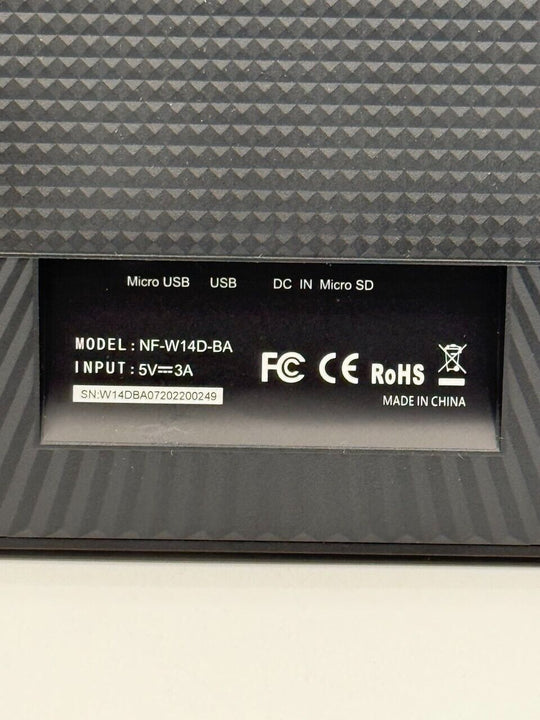 Micro USB USB DC IN Micro SD
MODEL: NF-W14D-BA
INPUT: 5V⎓3A
FC CE RoHS
SN:W14DBA07202200249
MADE IN CHINA